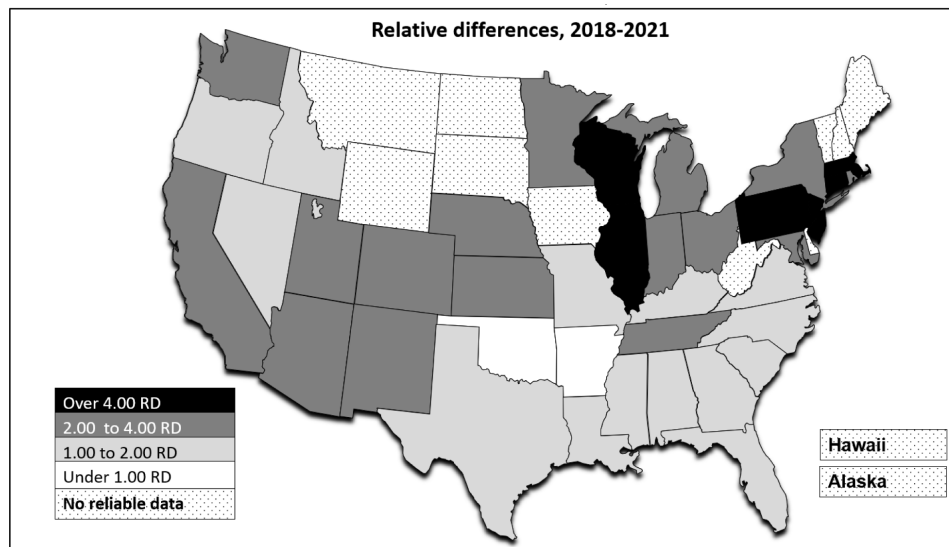 Relative differences, 2018-2021
Over 4.00 RD
2.00 to 4.00 RD
1.00 to 2.00 RD
Under 1.00 RD
No reliable data
Hawaii
Alaska